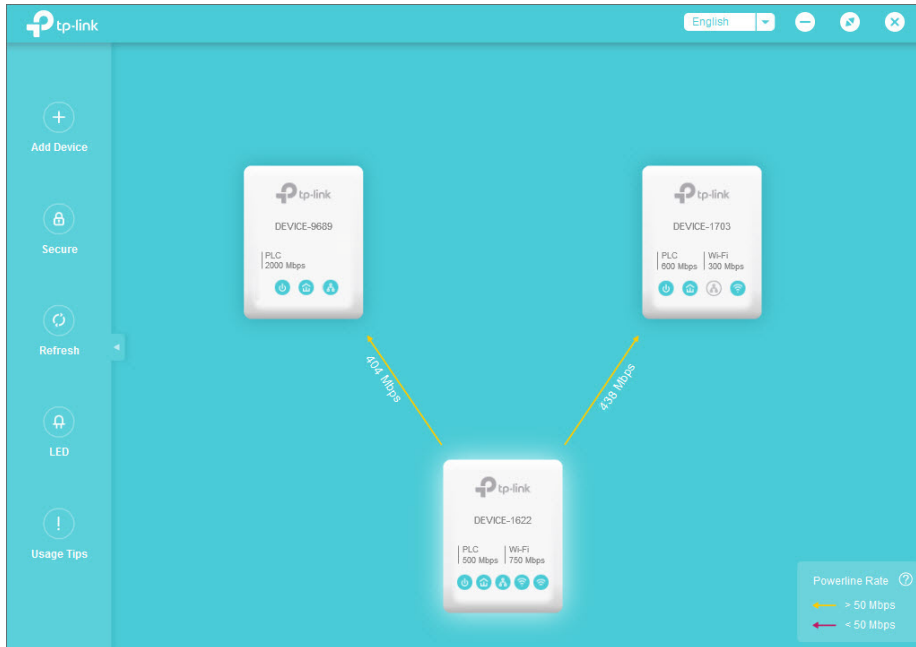 tp-link
English
Add Device
Secure
Refresh
LED
Usage Tips
tp-link
DEVICE-9689
PLC
2000 Mbps
tp-link
DEVICE-1703
PLC Wi-Fi
600 Mbps 300 Mbps
404 Mbps
438 Mbps
tp-link
DEVICE-1622
PLC Wi-Fi
500 Mbps 750 Mbps
Powerline Rate ?
> 50 Mbps
< 50 Mbps